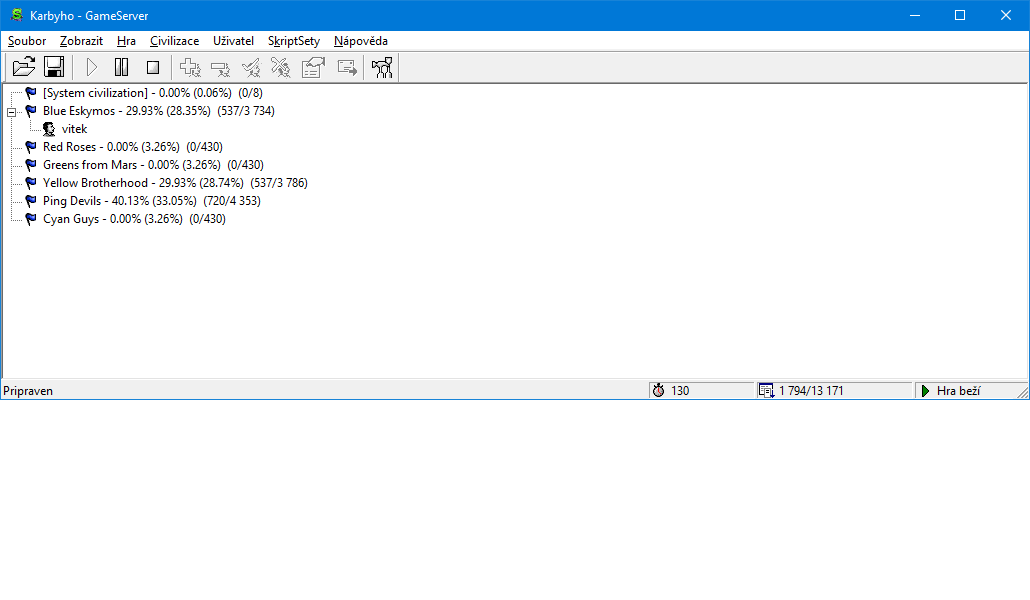 Karbyho - GameServer
Soubor Zobrazit Hra Civilizace Uživatel SkriptSety Nápověda
[System civilization] - 0.00% (0.06%) (0/8)
Blue Eskymos - 29.93% (28.35%) (537/3 734)
vitek
Red Roses - 0.00% (3.26%) (0/430)
Greens from Mars - 0.00% (3.26%) (0/430)
Yellow Brotherhood - 29.93% (28.74%) (537/3 786)
Ping Devils - 40.13% (33.05%) (720/4 353)
Cyan Guys - 0.00% (3.26%) (0/430)
Pripraven 130 1 794/13 171 Hra beží